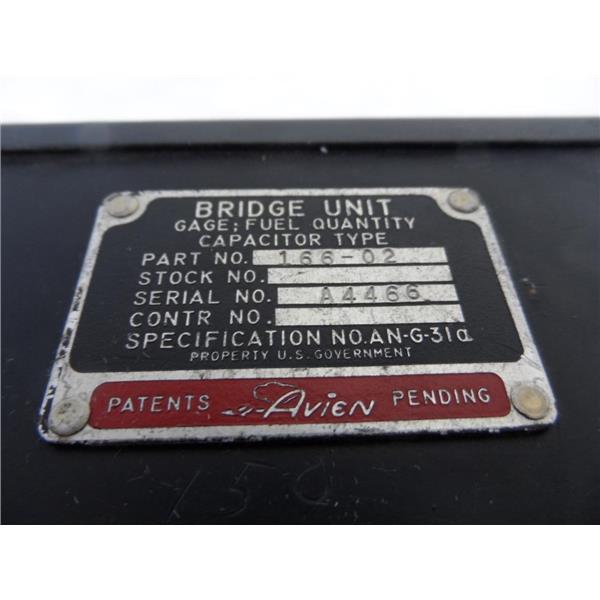 BRIDGE UNIT
GAGE; FUEL QUANTITY
CAPACITOR TYPE
PART NO. 166-02
STOCK NO.
SERIAL NO. A4466
CONTR NO.
SPECIFICATION NO. AN-G-31a
PROPERTY U.S. GOVERNMENT
PATENTS Avien PENDING